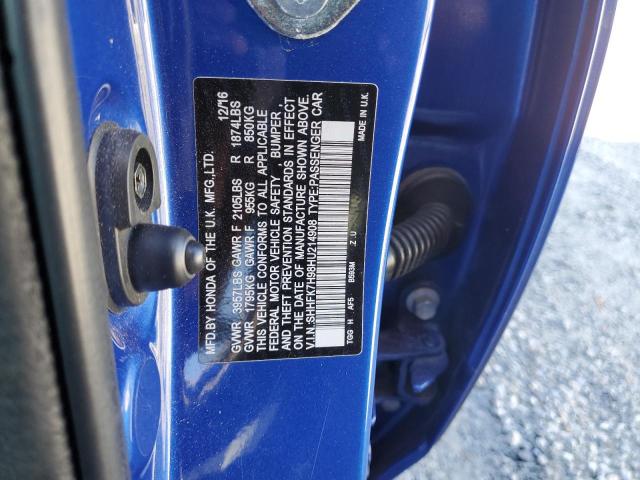 MFD.BY HONDA OF THE U.K. MFG.,LTD. 12/16
GVWR 3957LBS GAWR F 2105LBS R 1874LBS
GVWR 1795KG GAWR F 955KG R 850KG
THIS VEHICLE CONFORMS TO ALL APPLICABLE
FEDERAL MOTOR VEHICLE SAFETY , BUMPER ,
AND THEFT PREVENTION STANDARDS IN EFFECT
ON THE DATE OF MANUFACTURE SHOWN ABOVE.
V.I.N. SHHFK7H98HU214908 TYPE:PASSENGER CAR
TGG H AF5 B593M Z U MADE IN U.K.